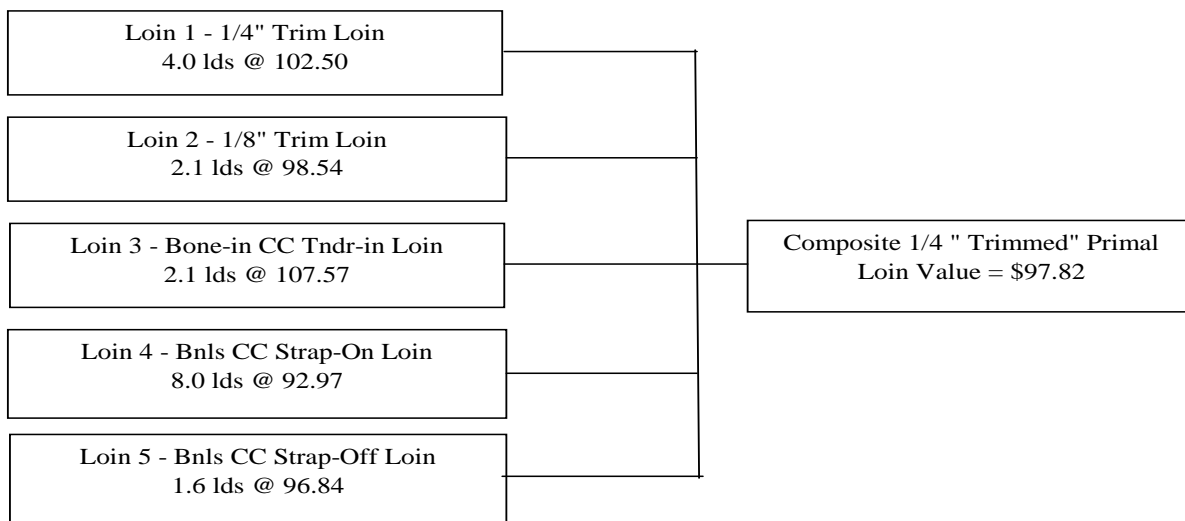 Loin 1 - 1/4" Trim Loin
4.0 lds @ 102.50
Loin 2 - 1/8" Trim Loin
2.1 lds @ 98.54
Loin 3 - Bone-in CC Tndr-in Loin
2.1 lds @ 107.57
Loin 4 - Bnls CC Strap-On Loin
8.0 lds @ 92.97
Loin 5 - Bnls CC Strap-Off Loin
1.6 lds @ 96.84
Composite 1/4 " Trimmed" Primal
Loin Value = $97.82